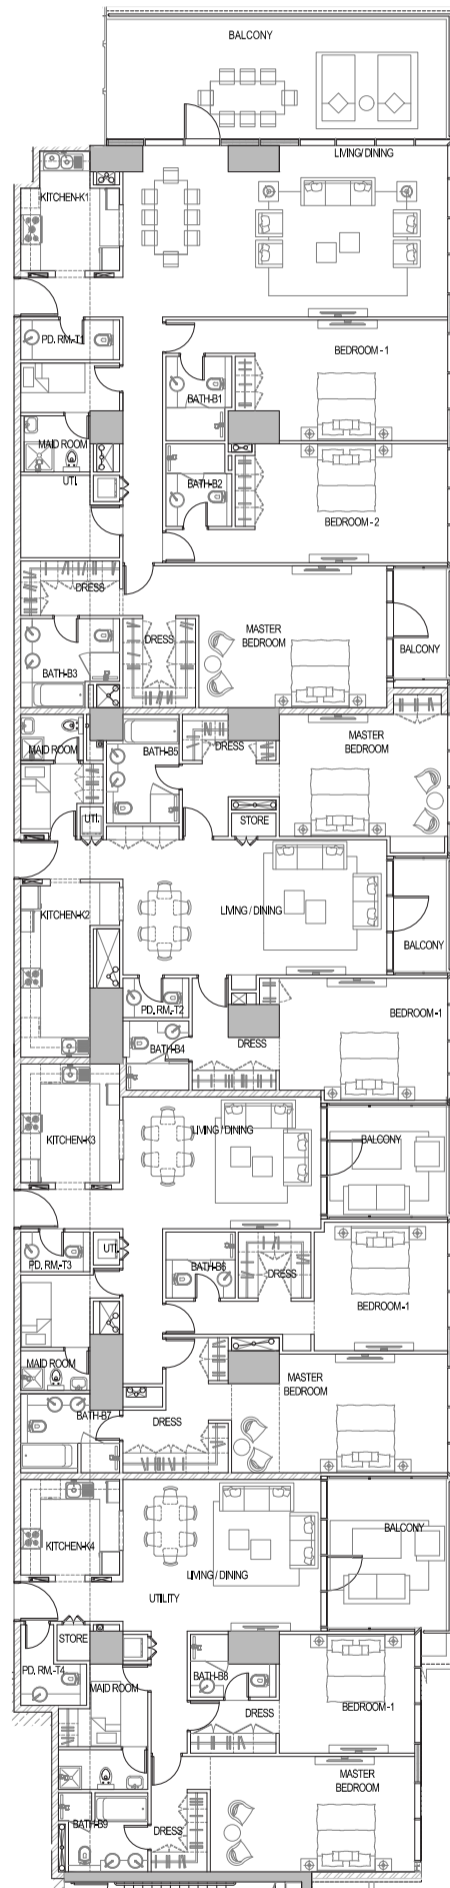 BALCONY
LIVING/ DINING
KITCHEN-K1
PD. RM.-T1
BEDROOM - 1
BATH-B1
MAID ROOM
UTI.
BATH-B2
BEDROOM - 2
DRESS
DRESS
MASTER
BEDROOM
BALCONY
BATH-B3
MAID ROOM
BATH-B5
DRESS
MASTER
BEDROOM
UTI.
STORE
KITCHEN-K2
LIVING / DINING
BALCONY
PD. RM.-T2
BEDROOM-1
BATH-B4
DRESS
KITCHEN-K3
LIVING / DINING
BALCONY
UTI.
PD. RM.-T3
BATH-B6
DRESS
BEDROOM-1
MAID ROOM
MASTER
BEDROOM
BATH-B7
DRESS
BALCONY
KITCHEN-K4
LIVING / DINING
UTILITY
STORE
PD. RM.-T4
BATH-B8
MAID ROOM
BEDROOM-1
DRESS
MASTER
BEDROOM
BATH-B9
DRESS